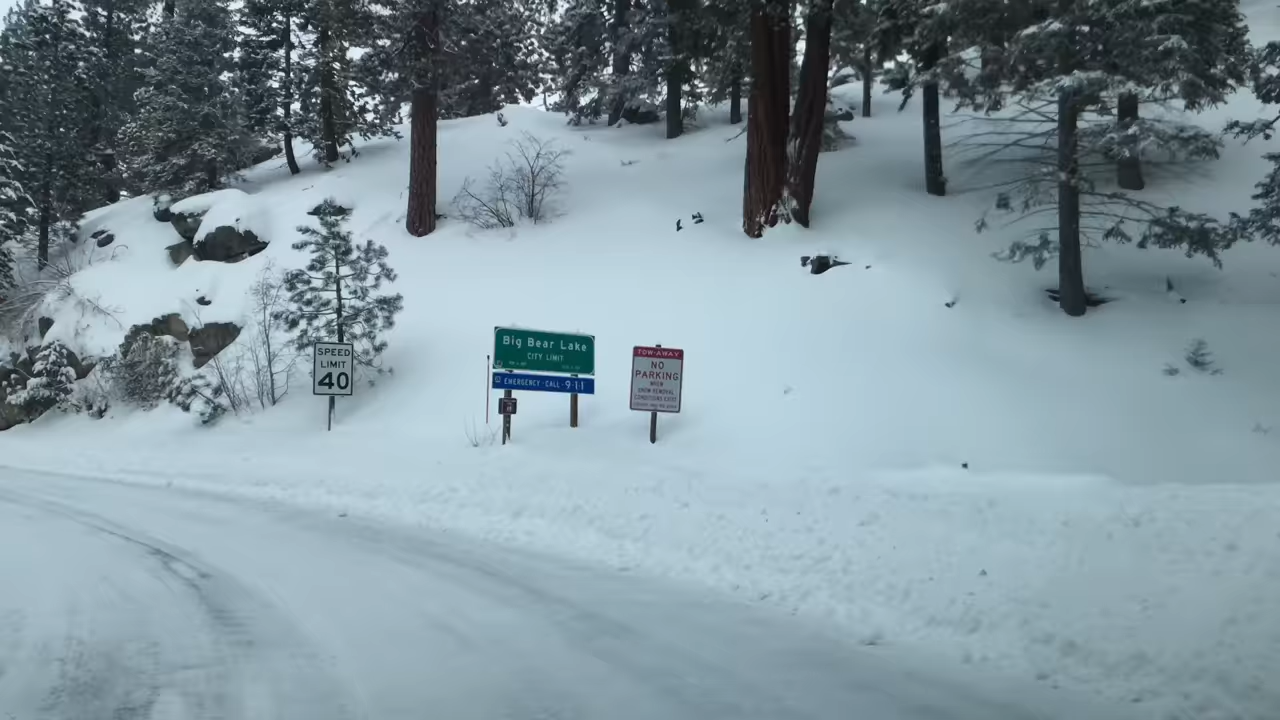 SPEED
LIMIT
40
Big Bear Lake
CITY LIMIT
EMERGENCY - CALL 9-1-1
TOW-AWAY
NO
PARKING
WHEN
SNOW REMOVAL
CONDITIONS EXIST